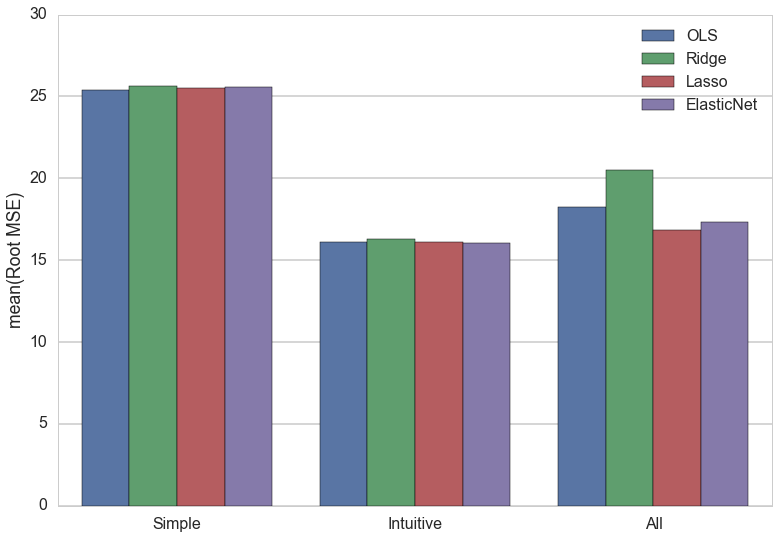 30
25
20
15
10
5
0
mean(Root MSE)
OLS
Ridge
Lasso
ElasticNet
Simple Intuitive All